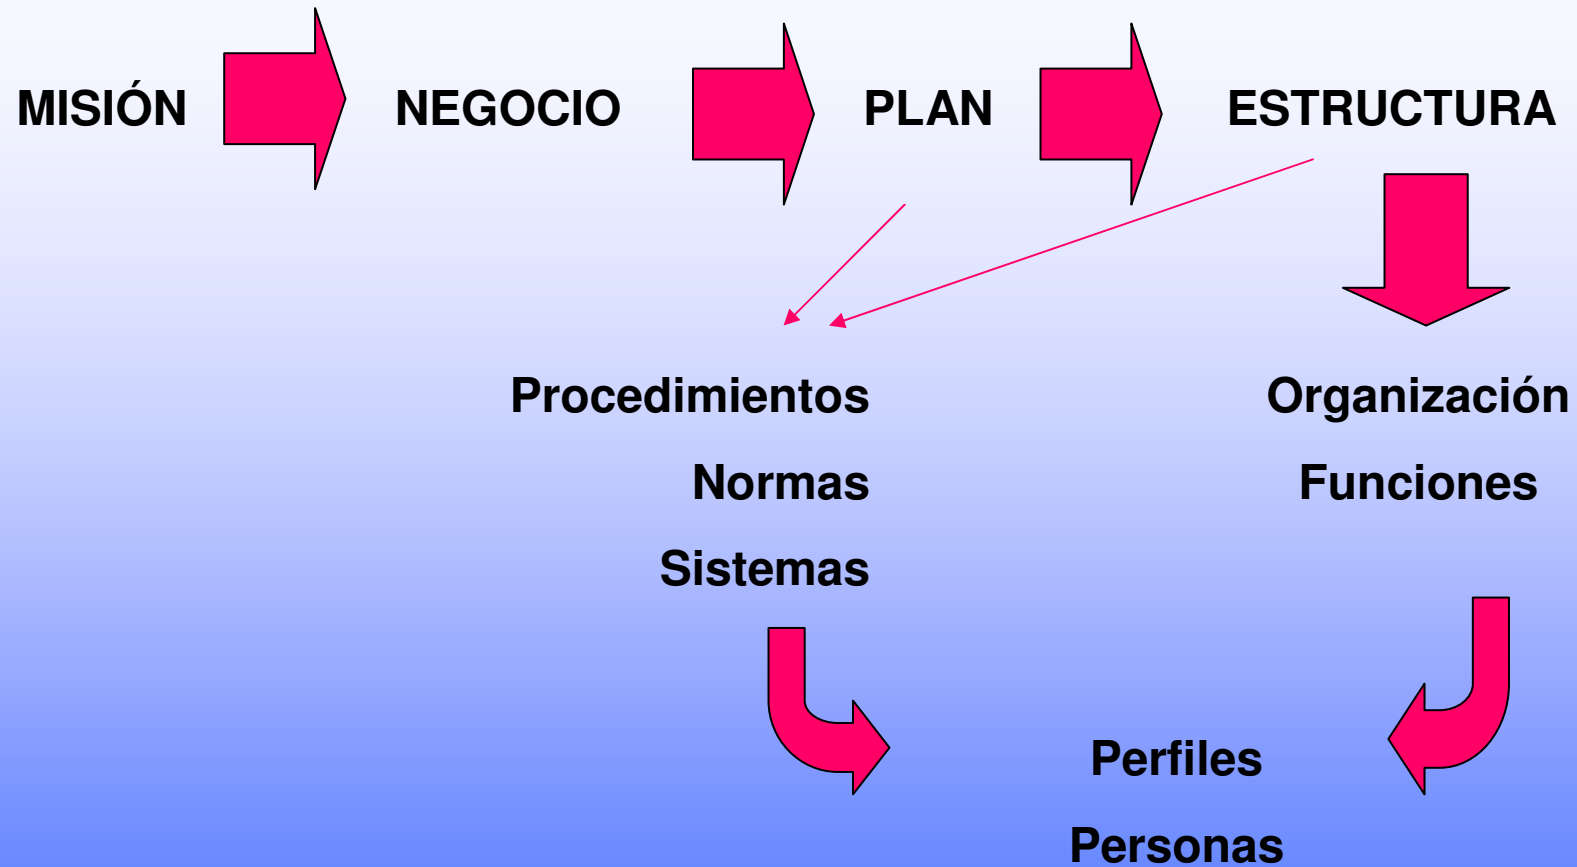 MISIÓN NEGOCIO PLAN ESTRUCTURA
Procedimientos Organización
Normas Funciones
Sistemas
Perfiles
Personas